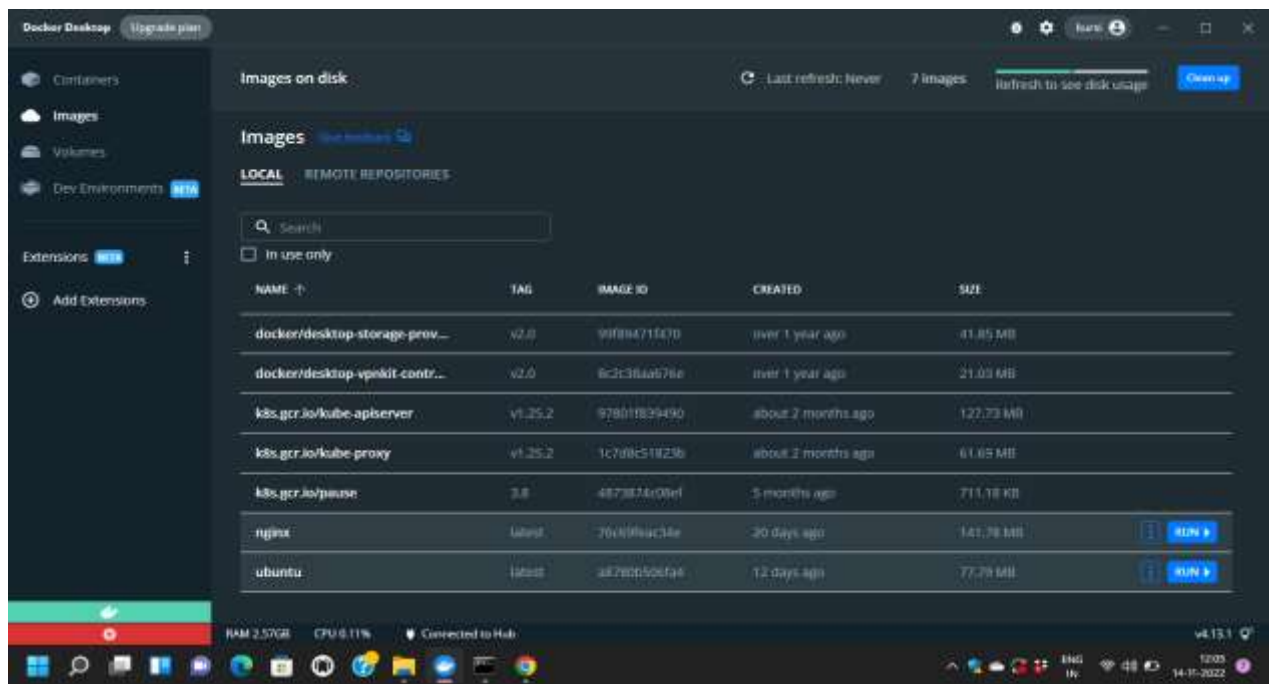 Docker Desktop Upgrade plan
Containers
Images
Volumes
Dev Environments BETA
Extensions BETA
Add Extensions
Images on disk
Last refresh: Never
7 images
Refresh to see disk usage
Clean up
Images
LOCAL REMOTE REPOSITORIES
Search
In use only
NAME ↑ TAG IMAGE ID CREATED SIZE
docker/desktop-storage-prov... v2.0 over 1 year ago 41.85 MB
docker/desktop-vpnkit-contr... v2.0 over 1 year ago 21.03 MB
k8s.gcr.io/kube-apiserver v1.25.2 97801f839490 about 2 months ago 127.73 MB
k8s.gcr.io/kube-proxy v1.25.2 about 2 months ago 61.69 MB
k8s.gcr.io/pause 3.8 5 months ago 711.18 KB
nginx latest 20 days ago 141.78 MB RUN
ubuntu latest 12 days ago 77.79 MB RUN
RAM 2.57GB CPU 0.11% Connected to Hub v4.13.1
ENG 12:05
IN 14-11-2022